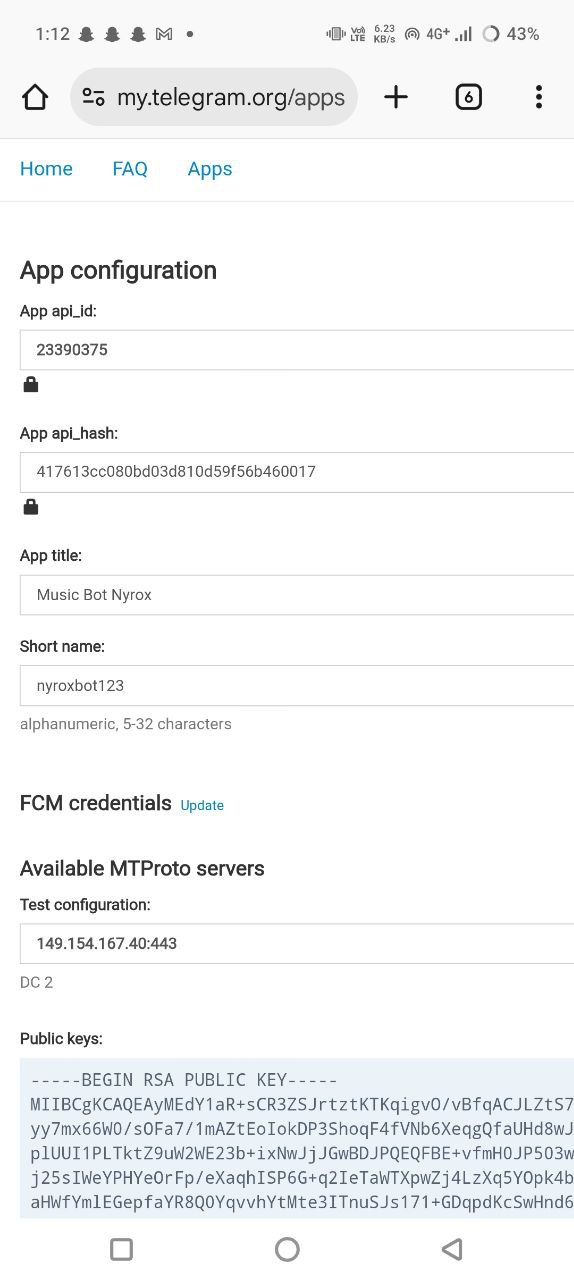 1:12
Vo) LTE 6.23 KB/s 4G+ 43%
my.telegram.org/apps
6
Home FAQ Apps
App configuration
App api_id:
23390375
App api_hash:
417613cc080bd03d810d59f56b460017
App title:
Music Bot Nyrox
Short name:
nyroxbot123
alphanumeric, 5-32 characters
FCM credentials Update
Available MTProto servers
Test configuration:
149.154.167.40:443
DC 2
Public keys:
-----BEGIN RSA PUBLIC KEY-----
MIIBCgKCAQEAyMEdY1aR+sCR3ZSJrtztKTKqigvO/vBfqACJLZtS7
yy7mx66W0/sOFa7/1mAZtEoIokDP3ShoqF4fVNb6XeqgQfaUHd8wJ
plUUI1PLTktZ9uW2WE23b+ixNwJjJGwBDJPQEQFBE+vfmH0JP503w
j25sIWeYPHYeOrFp/eXaqhISP6G+q2IeTaWTXpwZj4LzXq5YOpk4b
aHWfYmlEGepfaYR8Q0YqvvhYtMte3ITnuSJs171+GDqpdKcSwHnd6